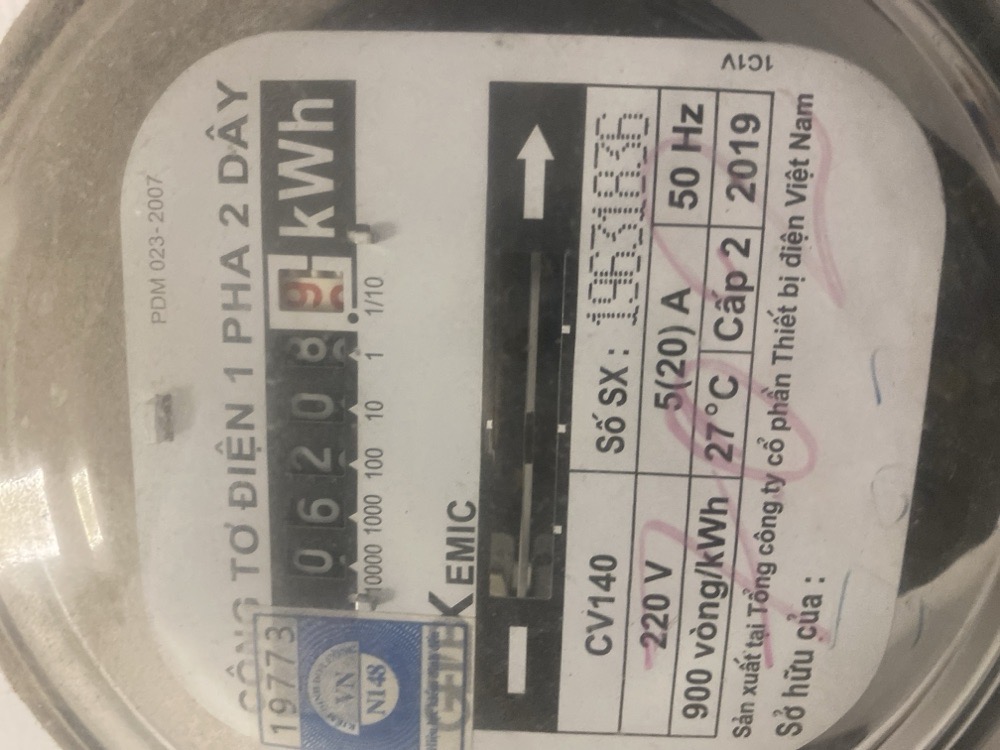 PDM 023-2007
CÔNG TƠ ĐIỆN 1 PHA 2 DÂY
0 6 2 0 8 9 kWh
10000 1000 100 10 1 1/10
19773
VN
N148
EMIC
CV140
Số SX : 19631835
220 V
5(20) A
50 Hz
900 vòng/kWh
27°C
Cấp 2
2019
Sản xuất tại Tổng công ty cổ phần Thiết bị điện Việt Nam
Sở hữu của :
1C1V